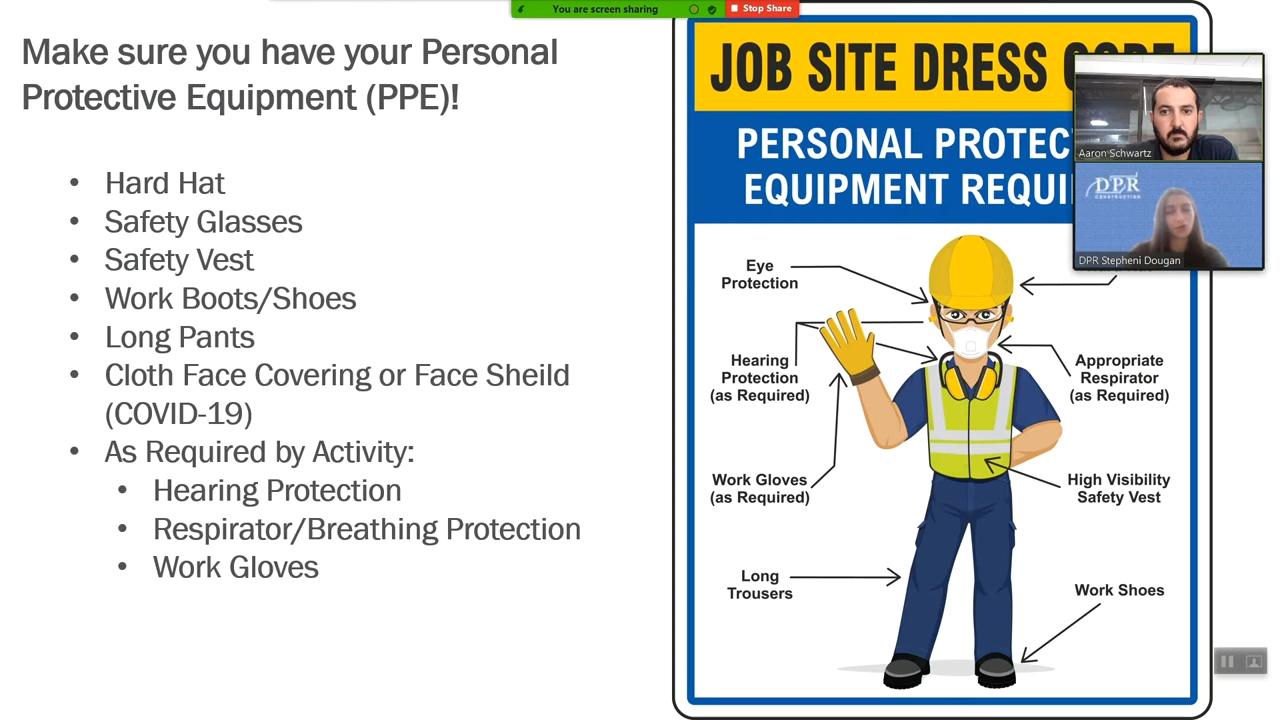 You are screen sharing
Stop Share
Make sure you have your Personal
Protective Equipment (PPE)!
• Hard Hat
• Safety Glasses
• Safety Vest
• Work Boots/Shoes
• Long Pants
• Cloth Face Covering or Face Sheild
(COVID-19)
• As Required by Activity:
• Hearing Protection
• Respirator/Breathing Protection
• Work Gloves
JOB SITE DRESS
PERSONAL
EQUIPMENT
Aaron Schwartz
DPR
CONSTRUCTION
DPR Stepheni Dougan
Eye
Protection
Hearing
Protection
(as Required)
Appropriate
Respirator
(as Required)
Work Gloves
(as Required)
High Visibility
Safety Vest
Long
Trousers
Work Shoes